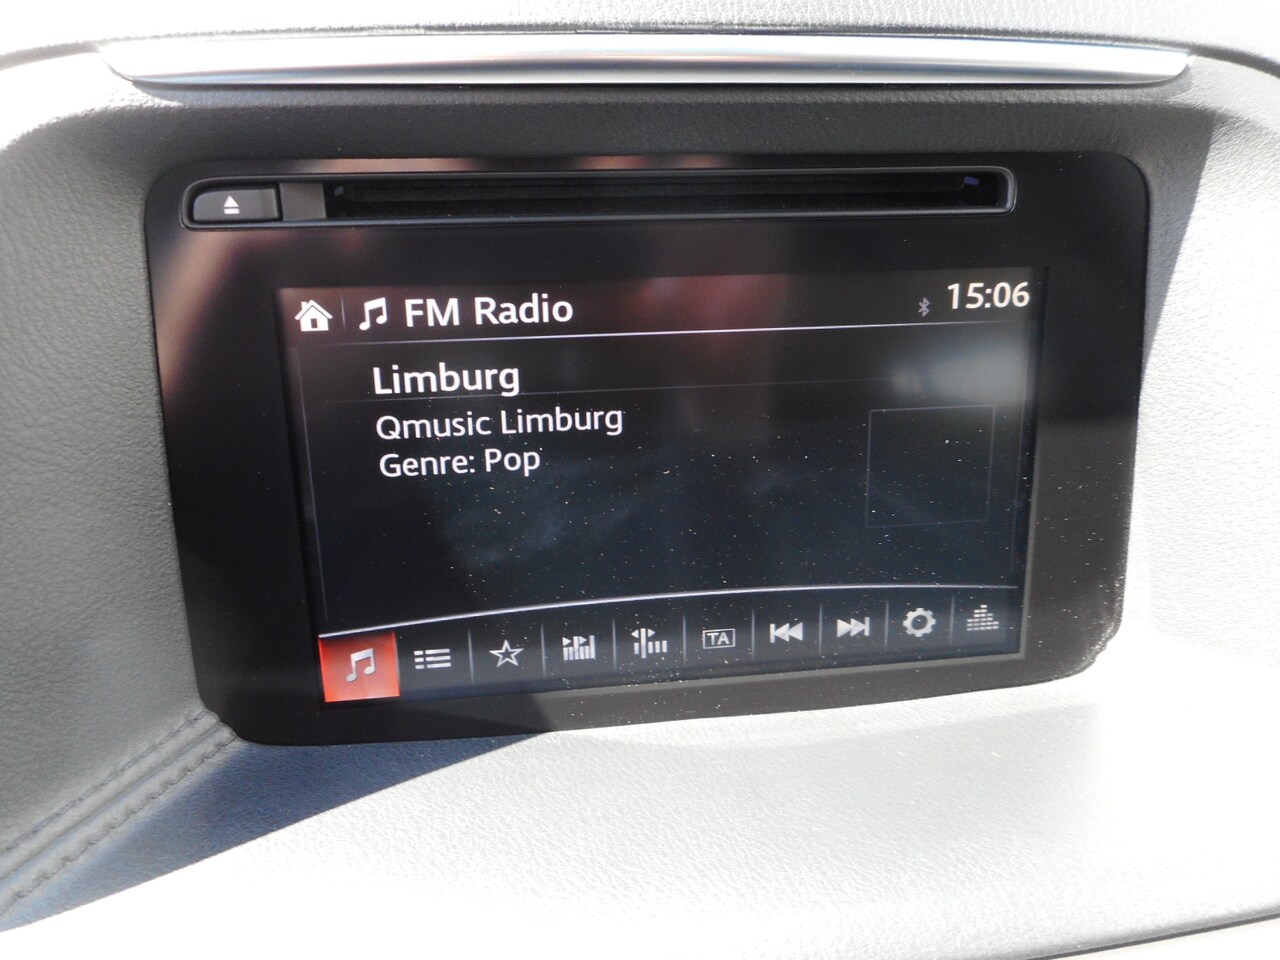 FM Radio
15:06
Limburg
Qmusic Limburg
Genre: Pop
TA